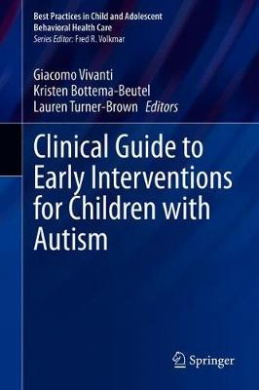 Best Practices in Child and Adolescent
Behavioral Health Care
Series Editor: Fred R. Volkmar
Giacomo Vivanti
Kristen Bottema-Beutel
Lauren Turner-Brown Editors
Clinical Guide to
Early Interventions
for Children with
Autism
Springer